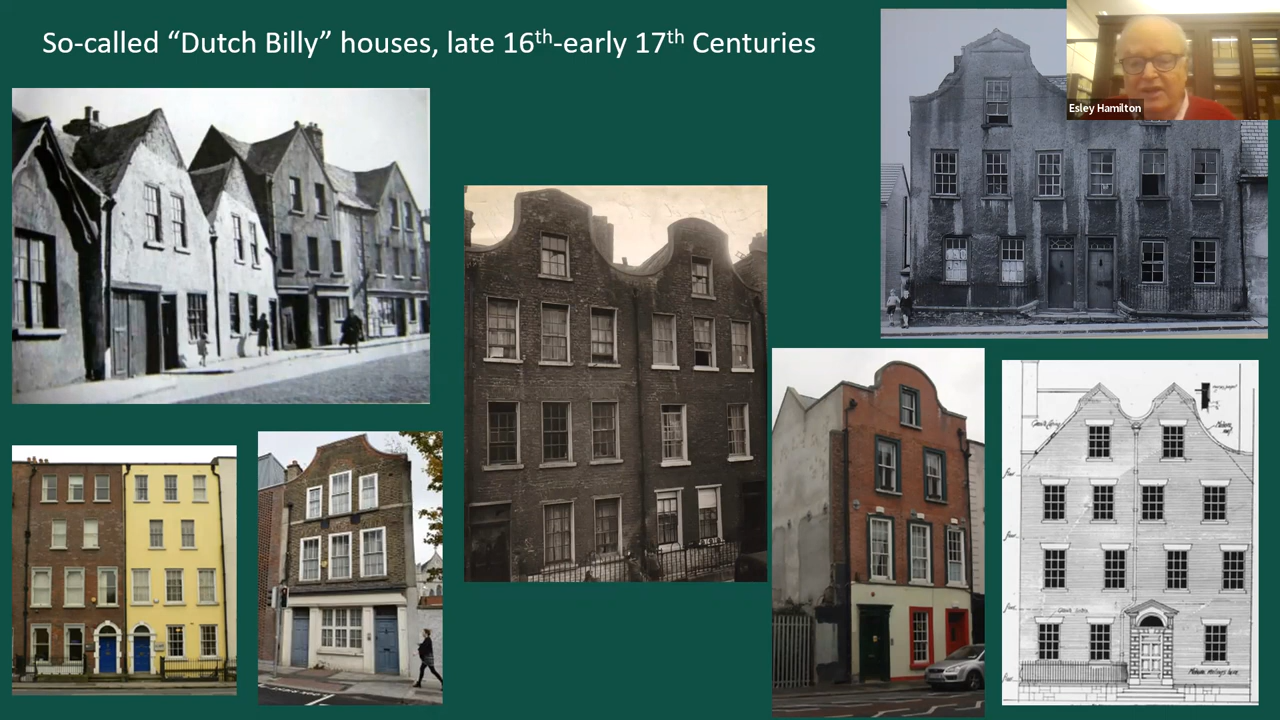 So-called “Dutch Billy” houses, late 16th-early 17th Centuries
Esley Hamilton